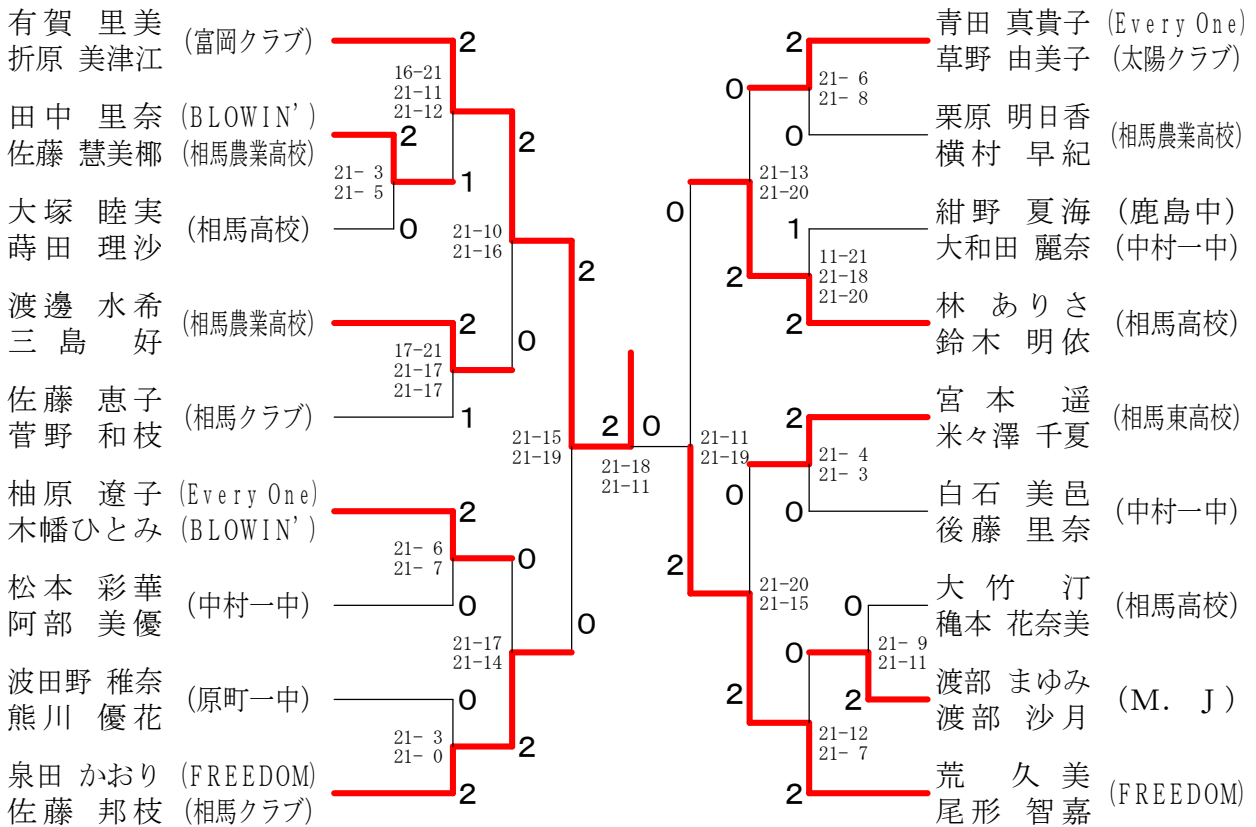 有賀 里美 (富岡クラブ) 2
折原 美津江
16-21
21-11
21-12
田中 里奈 (BLOWIN')
佐藤 慧美梛 (相馬農業高校)
2
2
21- 3
21- 5
1
大塚 睦実 (相馬高校) 0
蒔田 理沙
21-10
21-16
2
渡邊 水希 (相馬農業高校) 2
三島 好
17-21
21-17
21-17
0
佐藤 恵子 (相馬クラブ) 1
菅野 和枝
21-15
21-19
柚原 遼子 (Every One)
木幡ひとみ (BLOWIN')
2
21- 6
21- 7
0
松本 彩華 (中村一中) 0
阿部 美優
21-17
21-14
0
波田野 稚奈 (原町一中) 0
熊川 優花
21- 3
21- 0
2
泉田 かおり (FREEDOM)
佐藤 邦枝 (相馬クラブ)
2
2 0
21-18
21-11
青田 真貴子 (Every One)
草野 由美子 (太陽クラブ)
2
0
21- 6
21- 8
栗原 明日香 (相馬農業高校)
横村 早紀
0
21-13
21-20
0
紺野 夏海 (鹿島中)
大和田 麗奈 (中村一中)
1
11-21
21-18
21-20
2
林 ありさ (相馬高校)
鈴木 明依
2
宮本 遥 (相馬東高校)
米々澤 千夏
2
21-11
21-19
21- 4
21- 3
0
白石 美邑 (中村一中)
後藤 里奈
0
2
21-20
21-15
大竹 汀 (相馬高校)
穐本 花奈美
0
21- 9
21-11
0
渡部 まゆみ (M. J)
渡部 沙月
2
2
21-12
21- 7
荒 久美 (FREEDOM)
尾形 智嘉
2